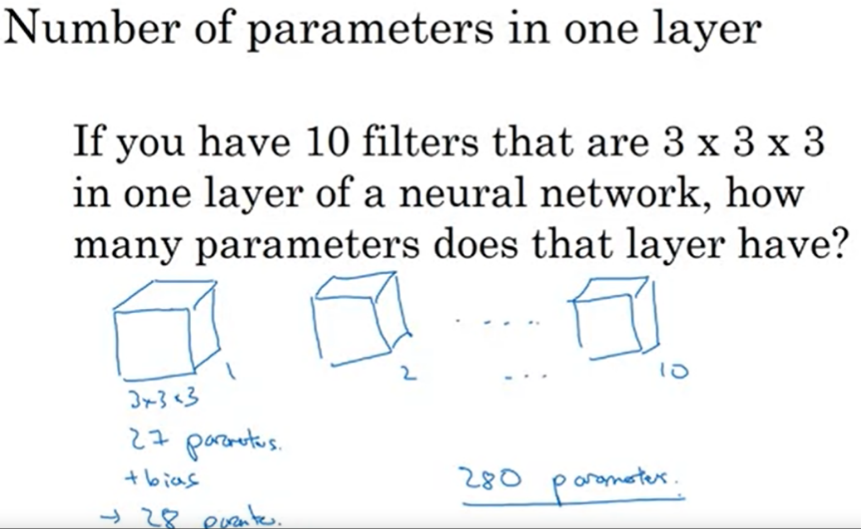 Number of parameters in one layer
If you have 10 filters that are 3 x 3 x 3
in one layer of a neural network, how
many parameters does that layer have?
1
2
10
3x3x3
27 parameters.
+ bias
→ 28 parameters.
280 parameters.